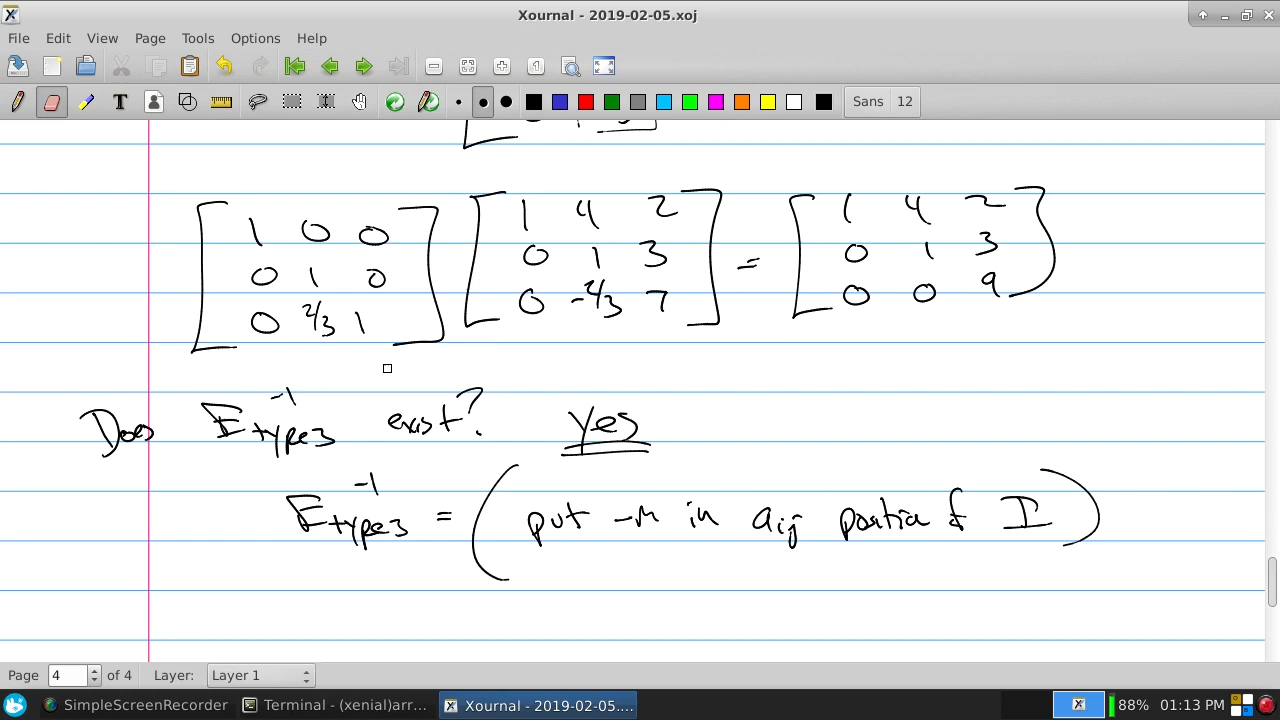 Xournal - 2019-02-05.xoj
File Edit View Page Tools Options Help
Sans 12
1 0 0 1 4 2 1 4 2
0 1 0 0 1 3 = 0 1 3
0 2/3 1 0 -2/3 7 0 0 9
Does E type3 -1 exist? Yes
E type3 -1 = ( put -m in aij position of I )
Page 4 of 4 Layer: Layer 1
SimpleScreenRecorder Terminal - (xenial)arr... Xournal - 2019-02-05.... 88% 01:13 PM